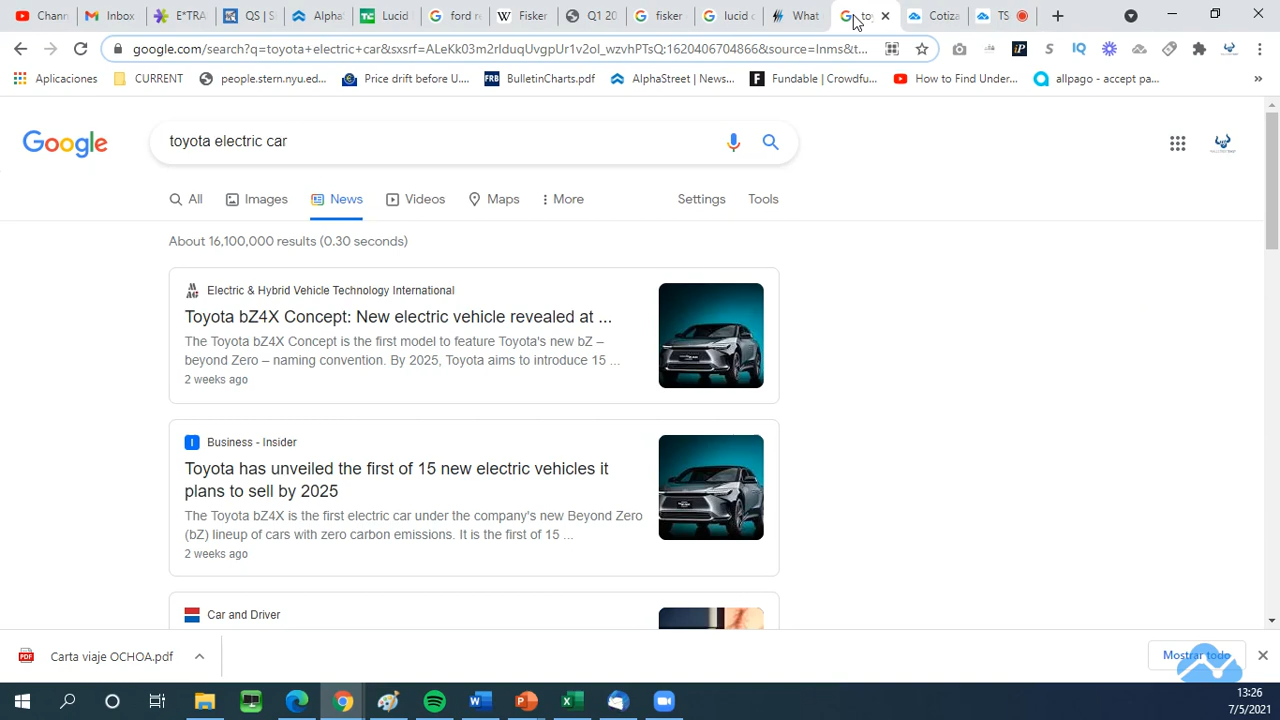 Chann
Inbox
E*TRA
QS | S
Alphal
Lucid
ford re
Fisker
Q1 20
fisker
lucid c
What
toy
Cotiza
TS
google.com/search?q=toyota+electric+car&sxsrf=ALeKk03m2rIduqUvgpUr1v2oI_wzvhPTsQ:1620406704866&source=lnms&t...
Aplicaciones
CURRENT
people.stern.nyu.ed...
Price drift before U....
BulletinCharts.pdf
AlphaStreet | News...
Fundable | Crowdfu...
How to Find Under...
allpago - accept pa...
»
Google
toyota electric car
All
Images
News
Videos
Maps
More
Settings
Tools
About 16,100,000 results (0.30 seconds)
Electric & Hybrid Vehicle Technology International
Toyota bZ4X Concept: New electric vehicle revealed at ...
The Toyota bZ4X Concept is the first model to feature Toyota's new bZ –
beyond Zero – naming convention. By 2025, Toyota aims to introduce 15 ...
2 weeks ago
Business - Insider
Toyota has unveiled the first of 15 new electric vehicles it
plans to sell by 2025
The Toyota bZ4X is the first electric car under the company's new Beyond Zero
(bZ) lineup of cars with zero carbon emissions. It is the first of 15 ...
2 weeks ago
Car and Driver
Carta viaje OCHOA.pdf
Mostrar todo
13:26
7/5/2021